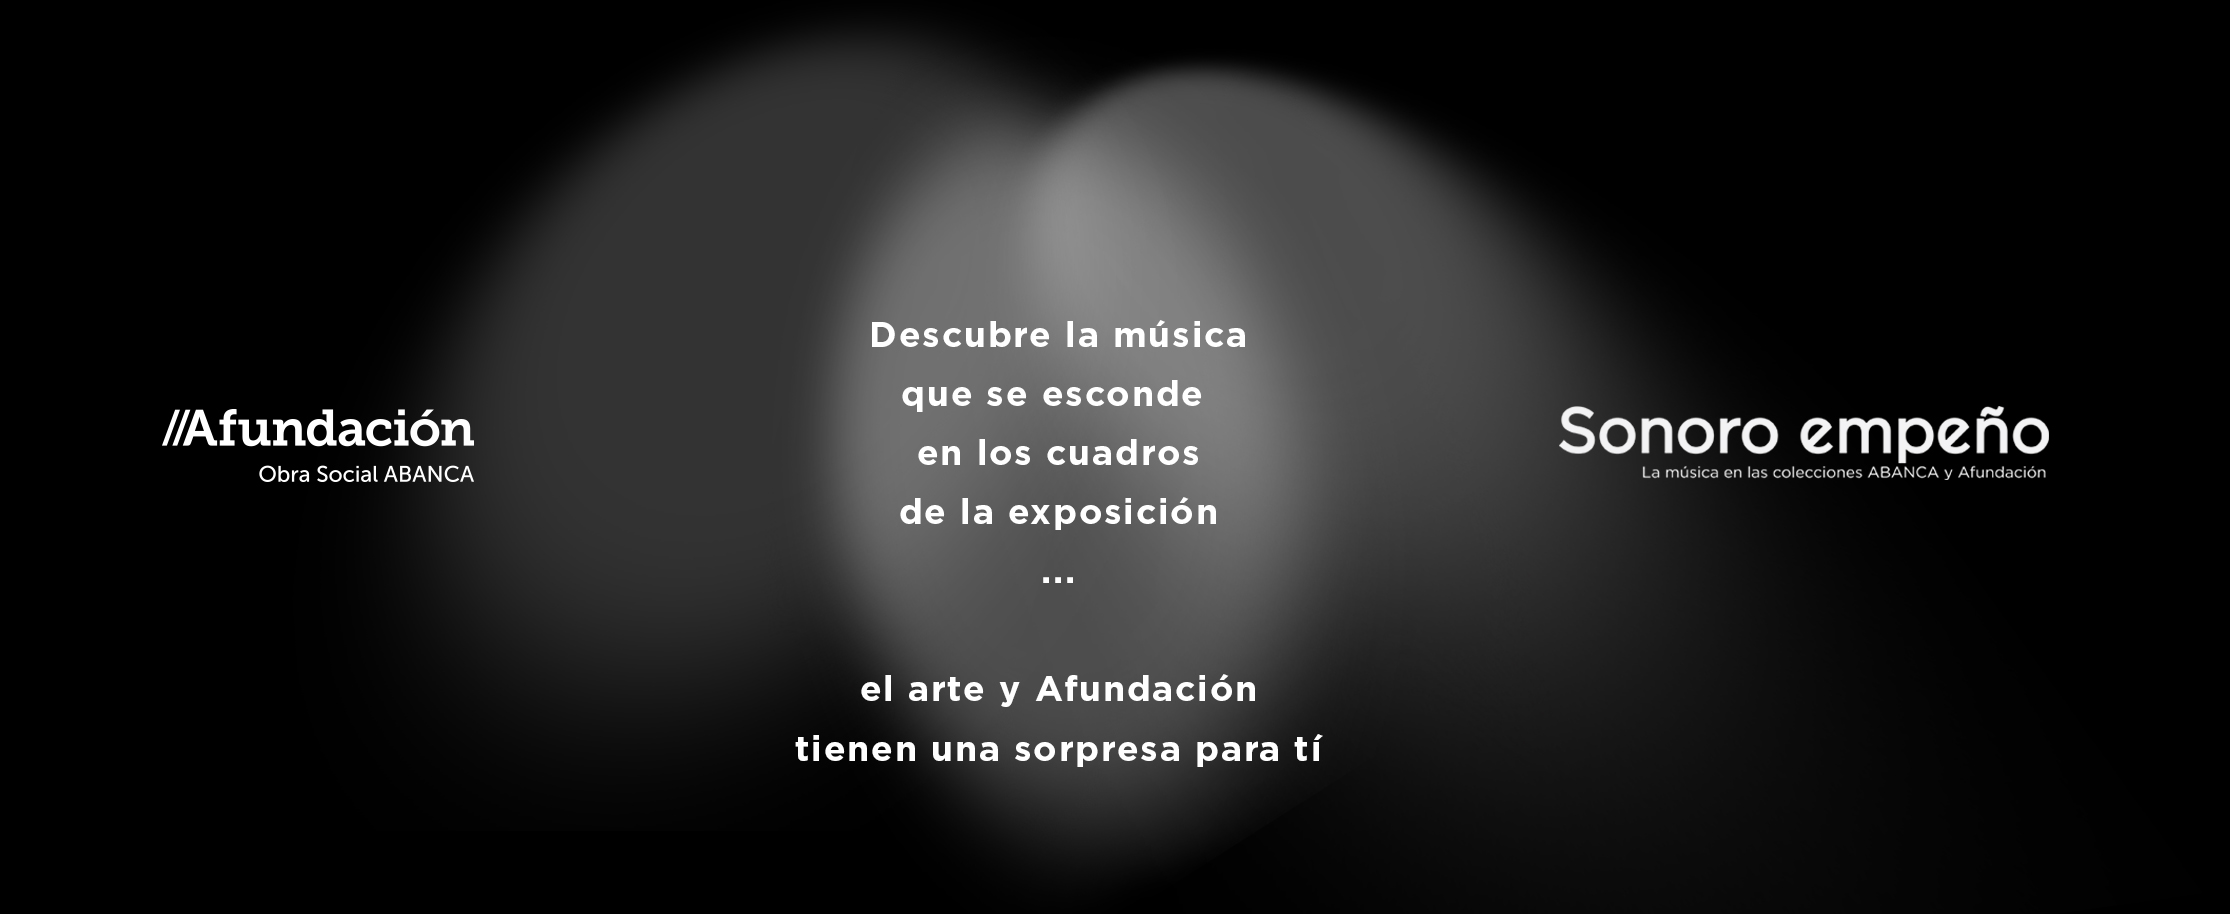 ///Afundación
Obra Social ABANCA
Descubre la música
que se esconde
en los cuadros
de la exposición
...
el arte y Afundación
tienen una sorpresa para tí
Sonoro empeño
La música en las colecciones ABANCA y Afundación